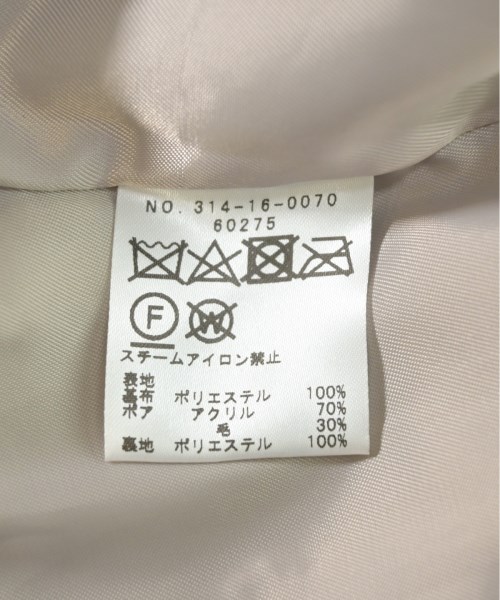 NO. 314-16-0070
60275
F W
スチームアイロン禁止
表地
基布 ポリエステル 100%
ボア アクリル 70%
毛 30%
裏地 ポリエステル 100%